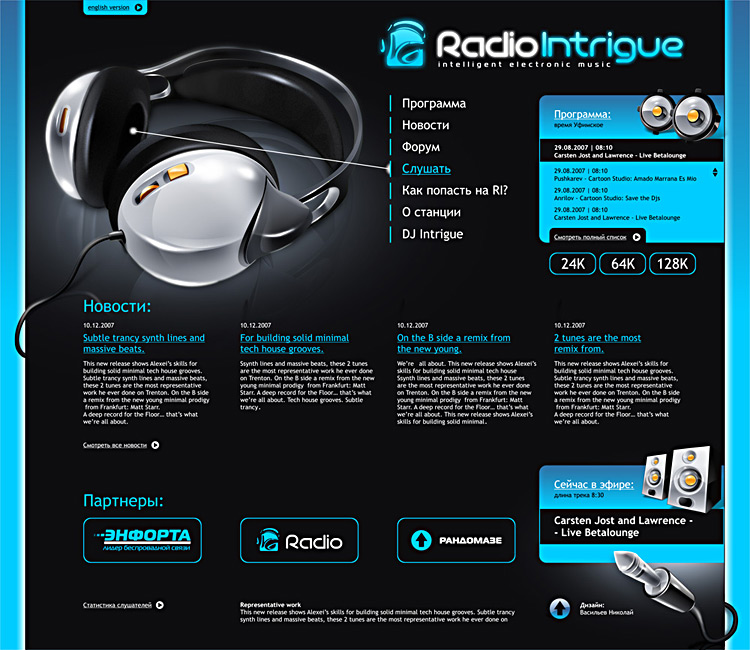 english version
RadioIntrigue
intelligent electronic music
Программа
Новости
Форум
Слушать
Как попасть на RI?
О станции
DJ Intrigue
Программа:
время Уфимское
29.08.2007 | 08:10
Carsten Jost and Lawrence - Live Betalounge
29.08.2007 | 08:10
Pushkarev - Cartoon Studio: Amado Marrana Es Mio
29.08.2007 | 08:10
Anrilov - Cartoon Studio: Save the Djs
29.08.2007 | 08:10
Carsten Jost and Lawrence - Live Betalounge
Смотреть полный список
24K 64K 128K
Новости:
10.12.2007
Subtle trancy synth lines and
massive beats.
This new release shows Alexei's skills for
building solid minimal tech house grooves.
Subtle trancy synth lines and massive beats,
these 2 tunes are the most representative
work he ever done on Trenton. On the B side
a remix from the new young minimal prodigy
from Frankfurt: Matt Starr.
A deep record for the Floor… that's what
we're all about.
10.12.2007
For building solid minimal
tech house grooves.
Ssynth lines and massive beats, these 2 tunes
are the most representative work he ever done
on Trenton. On the B side a remix from the new
young minimal prodigy from Frankfurt: Matt
Starr. A deep record for the Floor… that's what
we're all about. Tech house grooves. Subtle
trancy.
10.12.2007
On the B side a remix from
the new young.
We're all about. This new release shows Alexei's
skills for building solid minimal tech house
Ssynth lines and massive beats, these 2 tunes
are the most representative work he ever done
on Trenton. On the B side a remix from the new
young minimal prodigy from Frankfurt: Matt
Starr. A deep record for the Floor… that's what
we're all about. This new release shows Alexei's
skills for building solid minimal.
10.12.2007
2 tunes are the most
remix from.
This new release shows Alexei's skills for
building solid minimal tech house grooves.
Subtle trancy synth lines and massive beats,
these 2 tunes are the most representative
work he ever done on Trenton. On the B side
a remix from the new young minimal prodigy
from Frankfurt: Matt Starr.
A deep record for the Floor… that's what
we're all about.
Смотреть все новости
Партнеры:
ЭНФОРТА
лидер беспроводной связи
Radio
РАНДОМАЗЕ
Сейчас в эфире:
длина трека 8:30
Carsten Jost and Lawrence -
- Live Betalounge
Статистика слушателей
Representative work
This new release shows Alexei's skills for building solid minimal tech house grooves. Subtle trancy
synth lines and massive beats, these 2 tunes are the most representative work he ever done on
Дизайн:
Васильев Николай